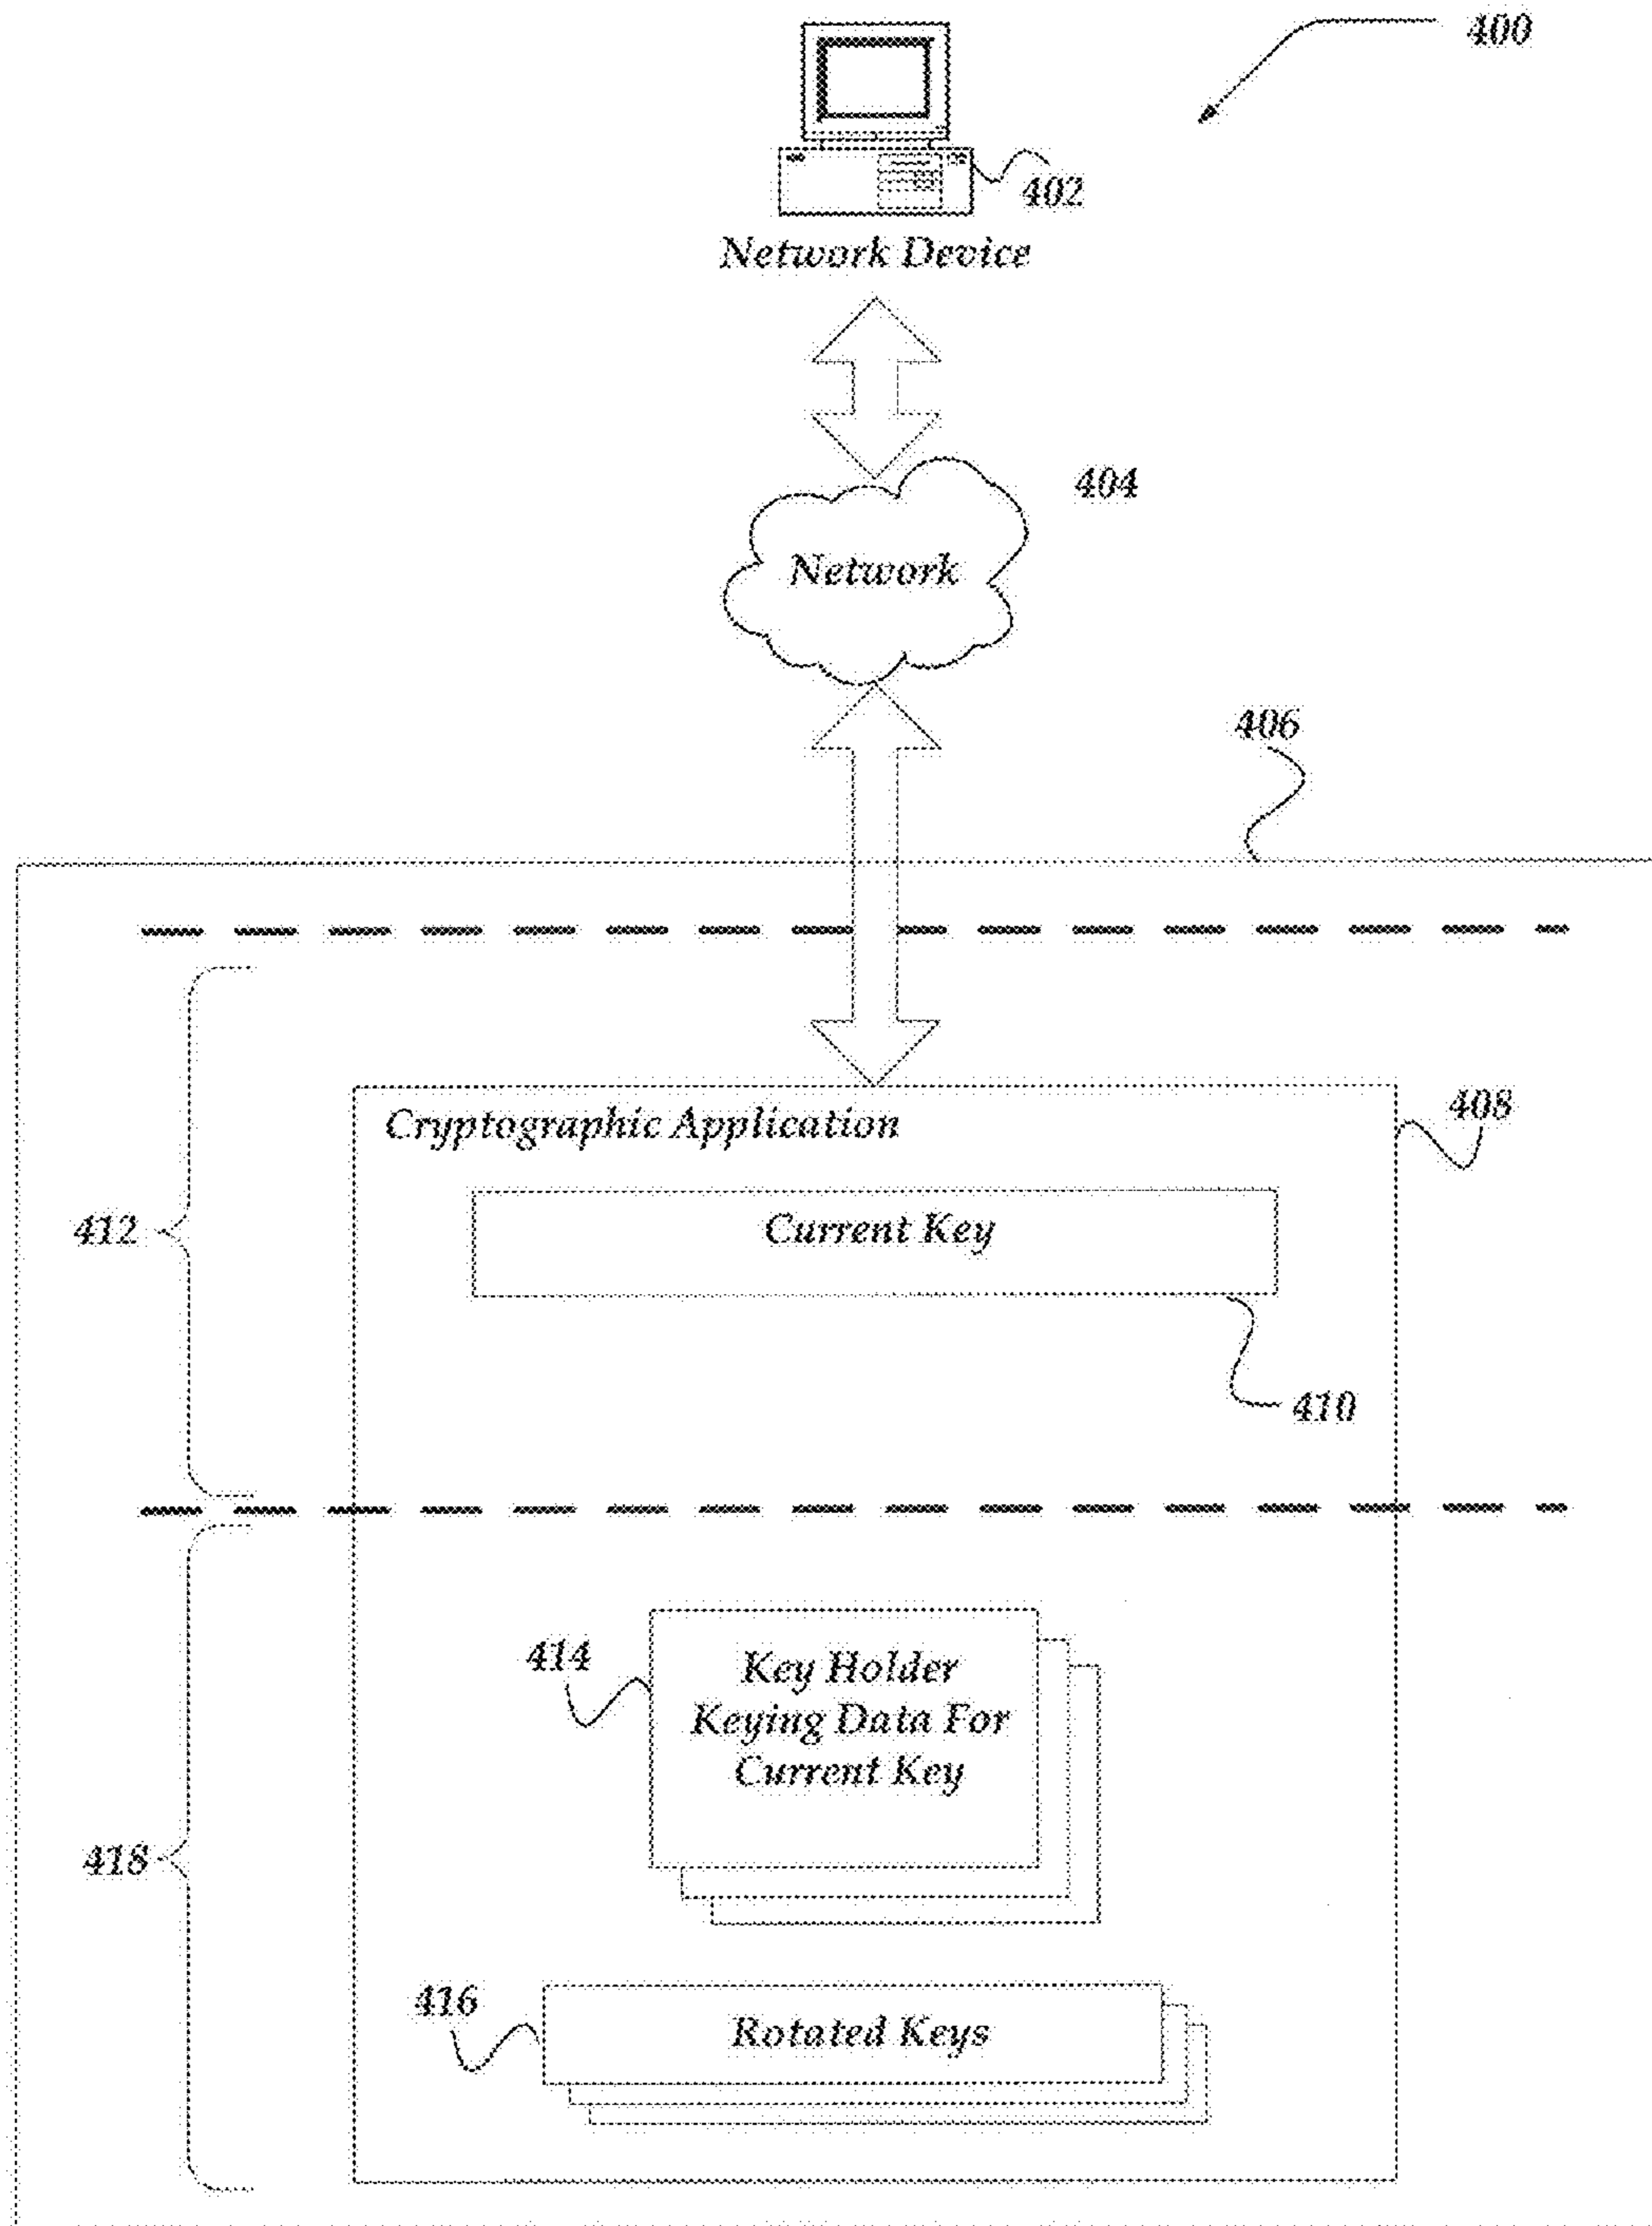 400
402
Network Device
404
Network
406
Cryptographic Application
408
Current Key
412
410
414
Key Holder
Keying Data For
Current Key
418
416
Rotated Keys